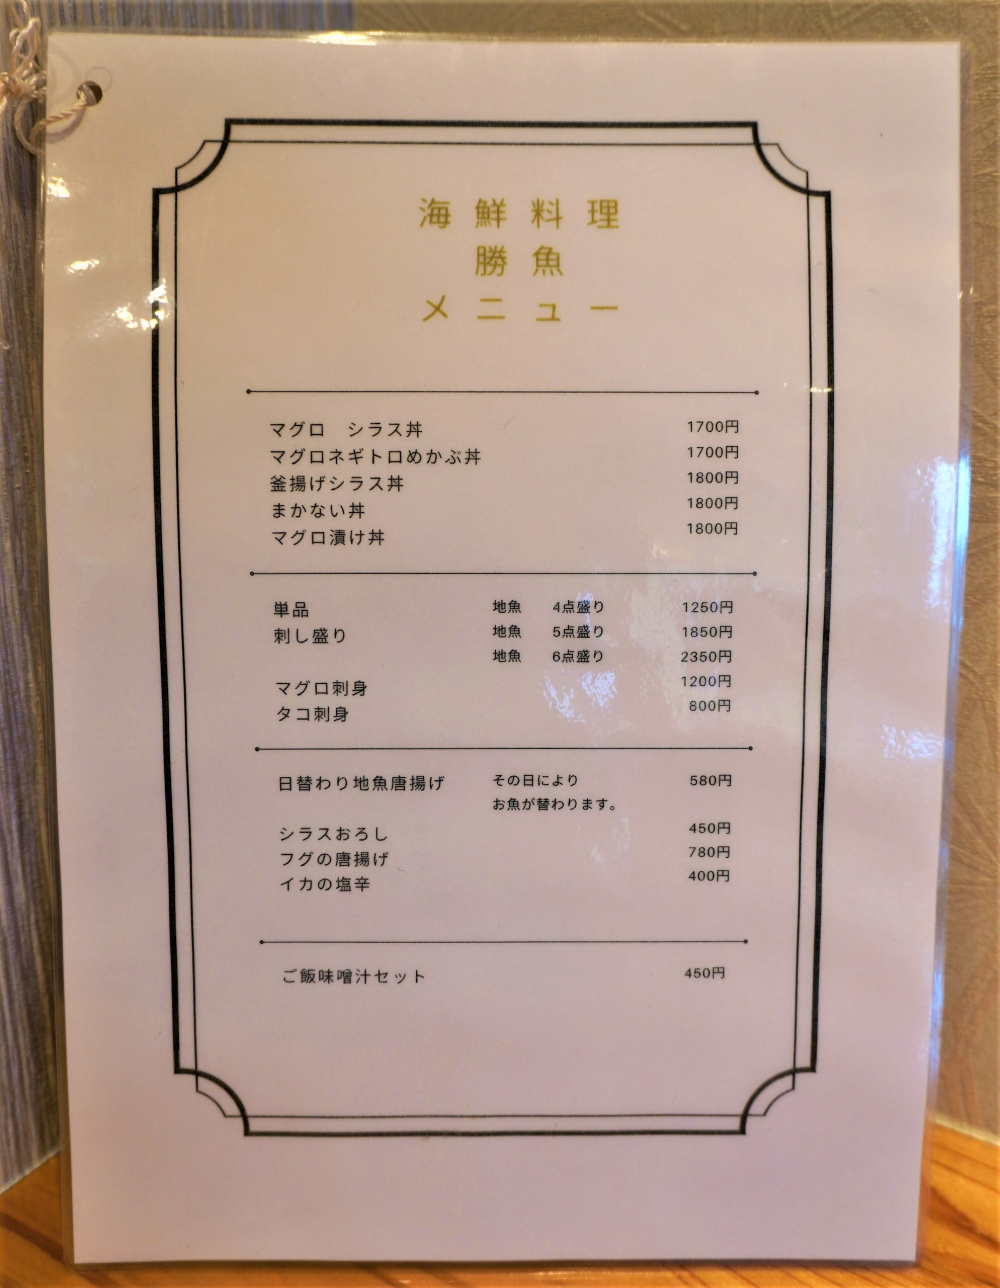 海鮮料理
勝魚
メニュー
マグロ　シラス丼 1700円
マグロネギトロめかぶ丼 1700円
釜揚げシラス丼 1800円
まかない丼 1800円
マグロ漬け丼 1800円
単品 地魚 4点盛り 1250円
刺し盛り 地魚 5点盛り 1850円
地魚 6点盛り 2350円
マグロ刺身 1200円
タコ刺身 800円
日替わり地魚唐揚げ その日により 580円
お魚が替わります。
シラスおろし 450円
フグの唐揚げ 780円
イカの塩辛 400円
ご飯味噌汁セット 450円